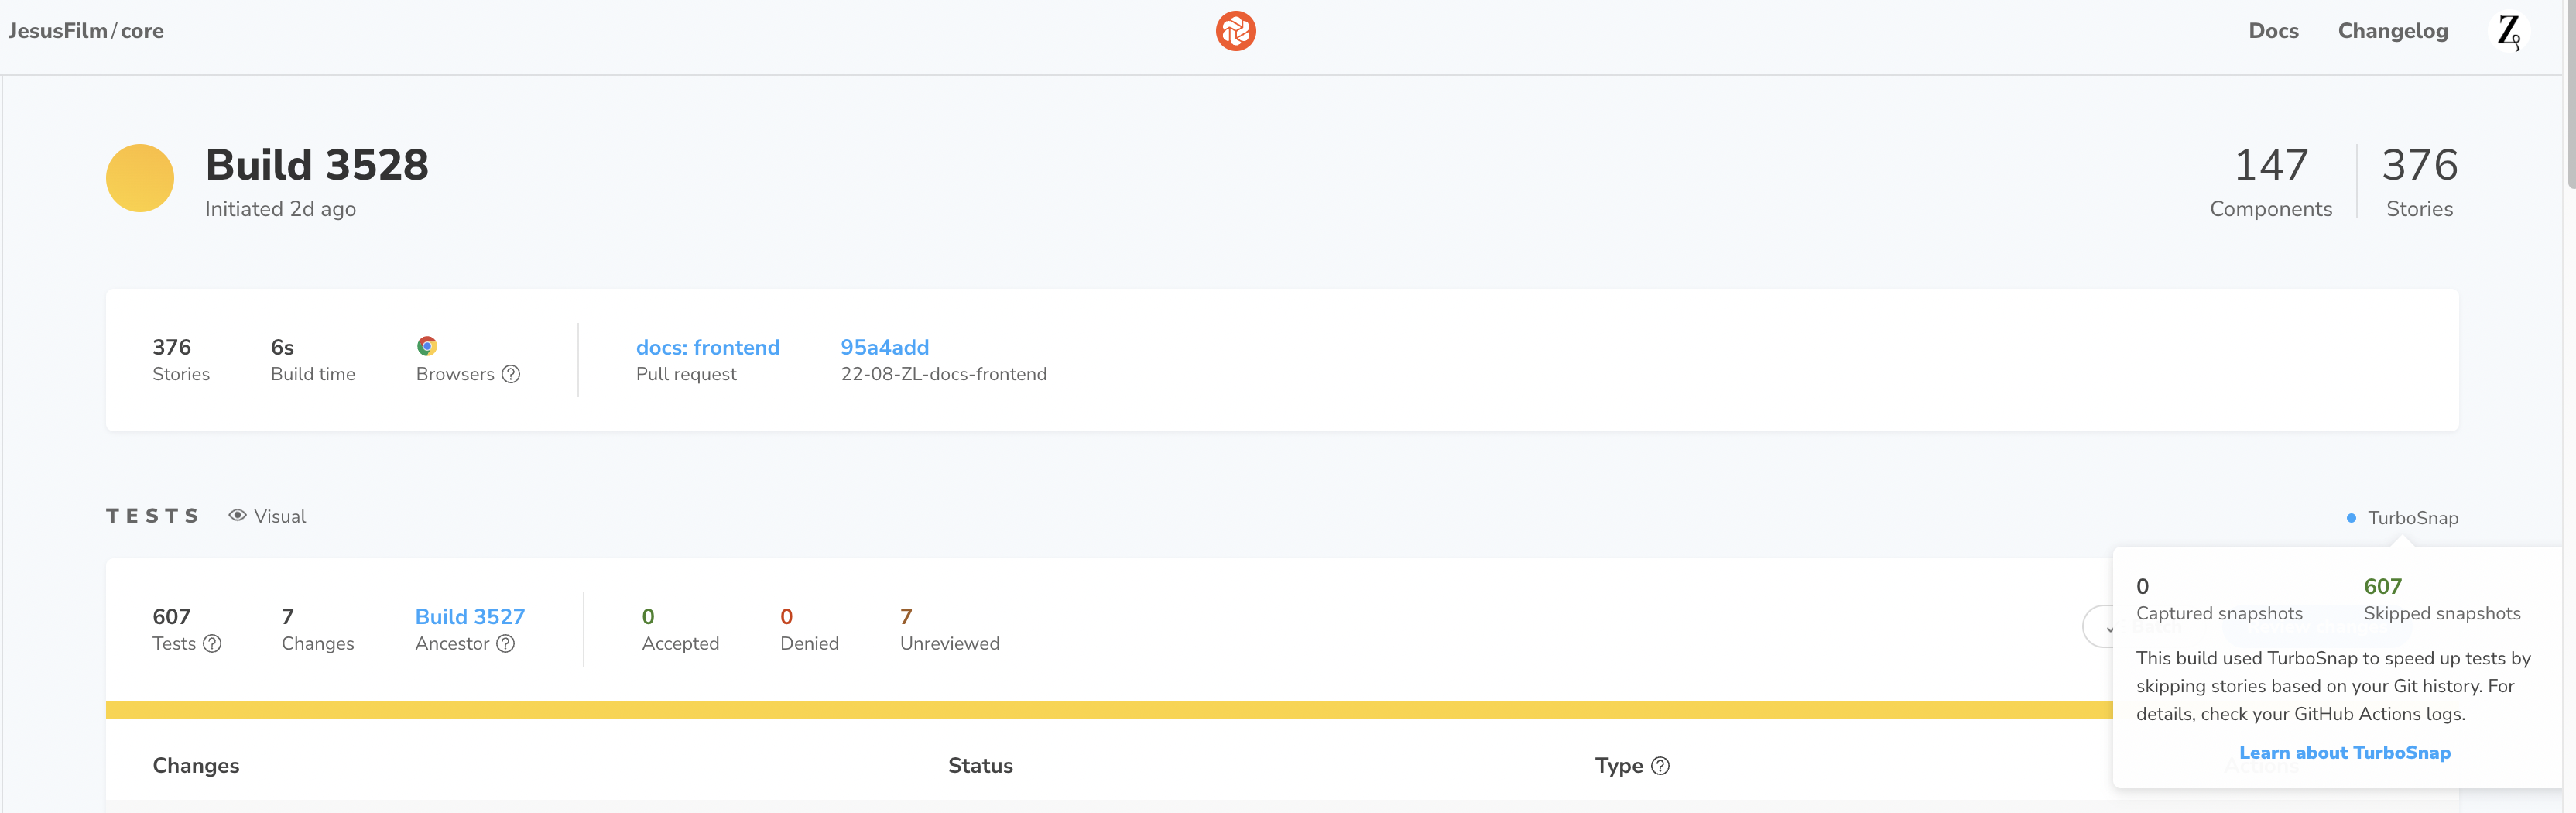 JesusFilm/core
Docs
Changelog
Build 3528
Initiated 2d ago
147
Components
376
Stories
376
Stories
6s
Build time
Browsers
docs: frontend
Pull request
95a4add
22-08-ZL-docs-frontend
TESTS
Visual
TurboSnap
607
Tests
7
Changes
Build 3527
Ancestor
0
Accepted
0
Denied
7
Unreviewed
0
Captured snapshots
607
Skipped snapshots
This build used TurboSnap to speed up tests by
skipping stories based on your Git history. For
details, check your GitHub Actions logs.
Learn about TurboSnap
Changes
Status
Type